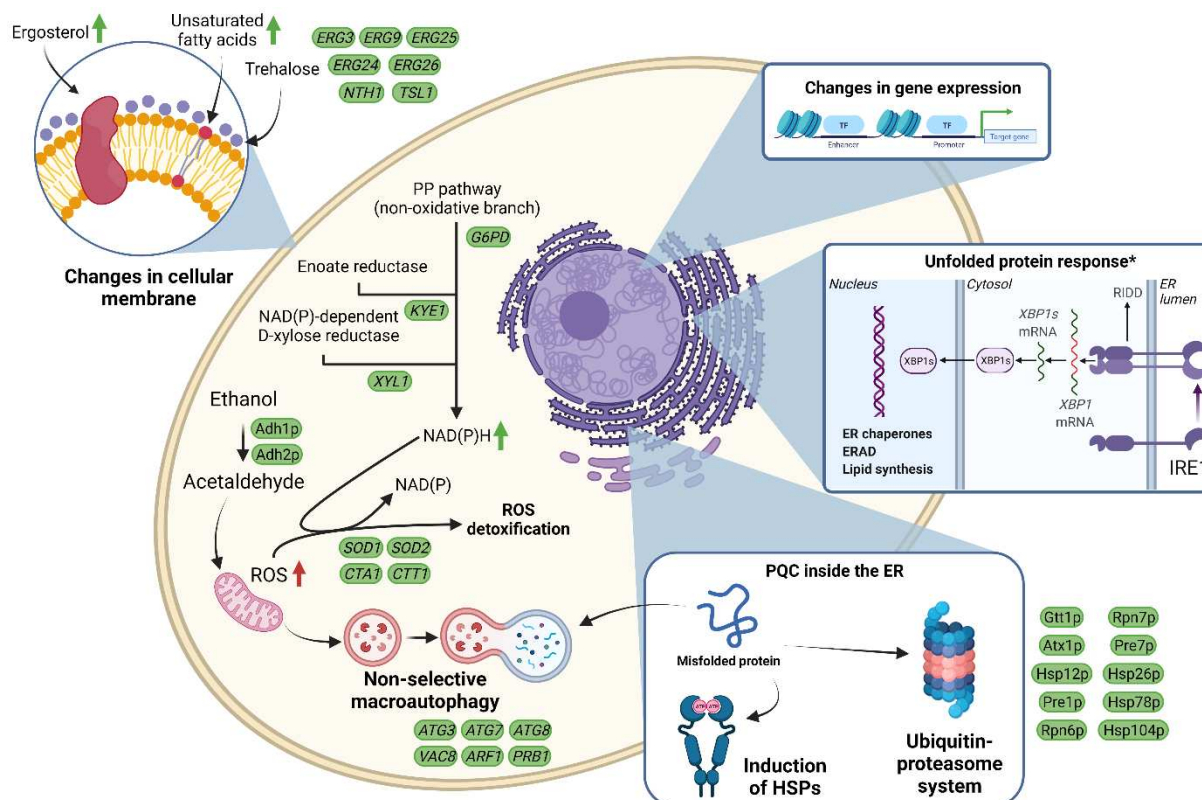 Ergosterol
Unsaturated
fatty acids
Trehalose
ERG3 ERG9 ERG25
ERG24 ERG26
NTH1 TSL1
Changes in cellular
membrane
PP pathway
(non-oxidative branch)
G6PD
Enoate reductase
KYE1
NAD(P)-dependent
D-xylose reductase
XYL1
NAD(P)H
Ethanol
Adh1p
Adh2p
Acetaldehyde
NAD(P)
ROS
detoxification
ROS
SOD1 SOD2
CTA1 CTT1
Non-selective
macroautophagy
ATG3 ATG7 ATG8
VAC8 ARF1 PRB1
Changes in gene expression
TF
TF
Enhancer
Promoter
Target gene
Unfolded protein response*
Nucleus
Cytosol
ER
lumen
RIDD
XBP1s
mRNA
XBP1s
XBP1s
XBP1
mRNA
ER chaperones
ERAD
Lipid synthesis
IRE1
PQC inside the ER
Misfolded protein
ATP ATP
Induction
of HSPs
Ubiquitin-
proteasome
system
Gtt1p Rpn7p
Atx1p Pre7p
Hsp12p Hsp26p
Pre1p Hsp78p
Rpn6p Hsp104p